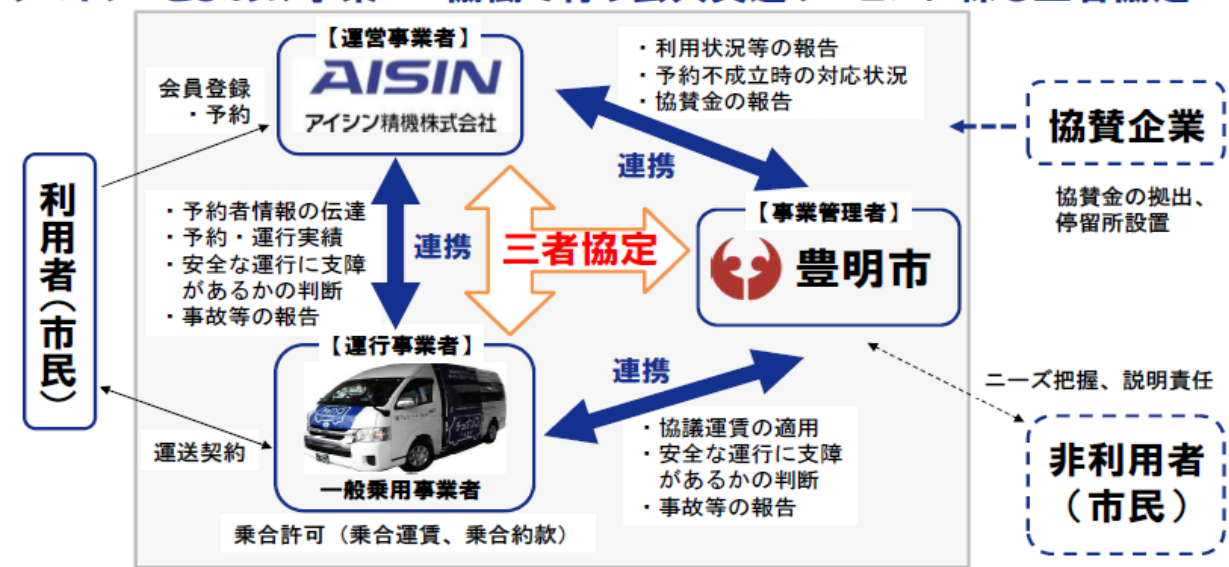 【運営事業者】
AISIN
アイシン精機株式会社
・利用状況等の報告
・予約不成立時の対応状況
・協賛金の報告
会員登録
・予約
協賛企業
協賛金の拠出、
停留所設置
連携
利用者（市民）
・予約者情報の伝達
・予約・運行実績
・安全な運行に支障
があるかの判断
・事故等の報告
連携
三者協定
【事業管理者】
豊明市
【運行事業者】
チョイソコ
一般乗用事業者
乗合許可（乗合運賃、乗合約款）
運送契約
連携
・協議運賃の適用
・安全な運行に支障
があるかの判断
・事故等の報告
ニーズ把握、説明責任
非利用者
（市民）